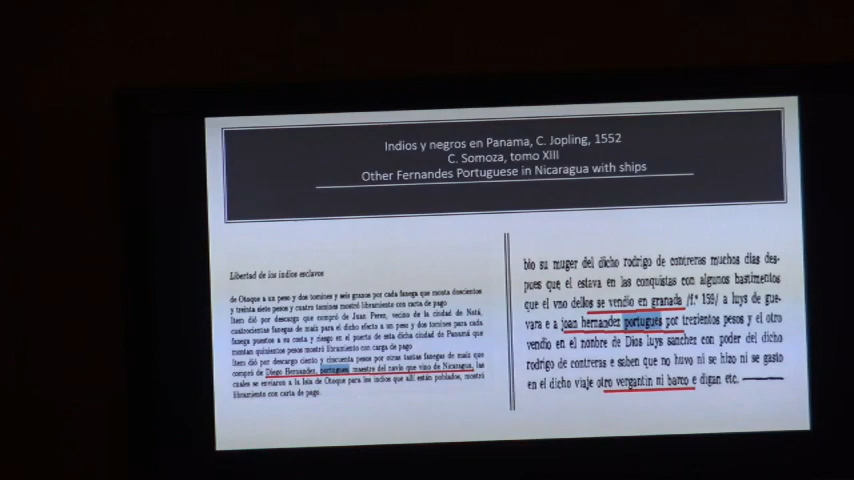 Indios y negros en Panama, C. Jopling, 1552
C. Somoza, tomo XIII
Other Fernandes Portuguese in Nicaragua with ships
Libertad de los indios esclavos
de Otoque a un peso y dos tomines y seis granos por cada fanega que monta doscientos
y treinta siete pesos y cuatro tomines mostró libramiento con carta de pago
Item dió por descargo que compró de Juan Perez, vecino de la ciudad de Natá,
cuatrocientas fanegas de maíz para el dicho efecto a un peso y dos tomines para cada
fanega puestos a su costa y riesgo en el puerto de esta dicha ciudad de Panamá que
montan quinientos pesos mostró libramiento con carga de pago
Item dió por descargo ciento y cincuenta pesos por otras tantas fanegas de maíz que
compró de Diego Hernandez, portugues maestre del navío que vino de Nicaragua, las
cuales se enviaron a la Isla de Otoque para los indios que allí están poblados, mostró
libramiento con carta de pago.
bio su muger del dicho rodrigo de contreras muchos dias des-
pues que el estava en las conquistas con algunos bastimentos
que el vno dellos se vendio en granada /f.º 159/ a luys de gue-
vara e a joan hernandez portugues por trezientos pesos y el otro
vendio en el nonbre de Dios luys sanchez con poder del dicho
rodrigo de contreras e saben que no huvo ni se hizo ni se gasto
en el dicho viaje otro vergantin ni barco e digan etc.